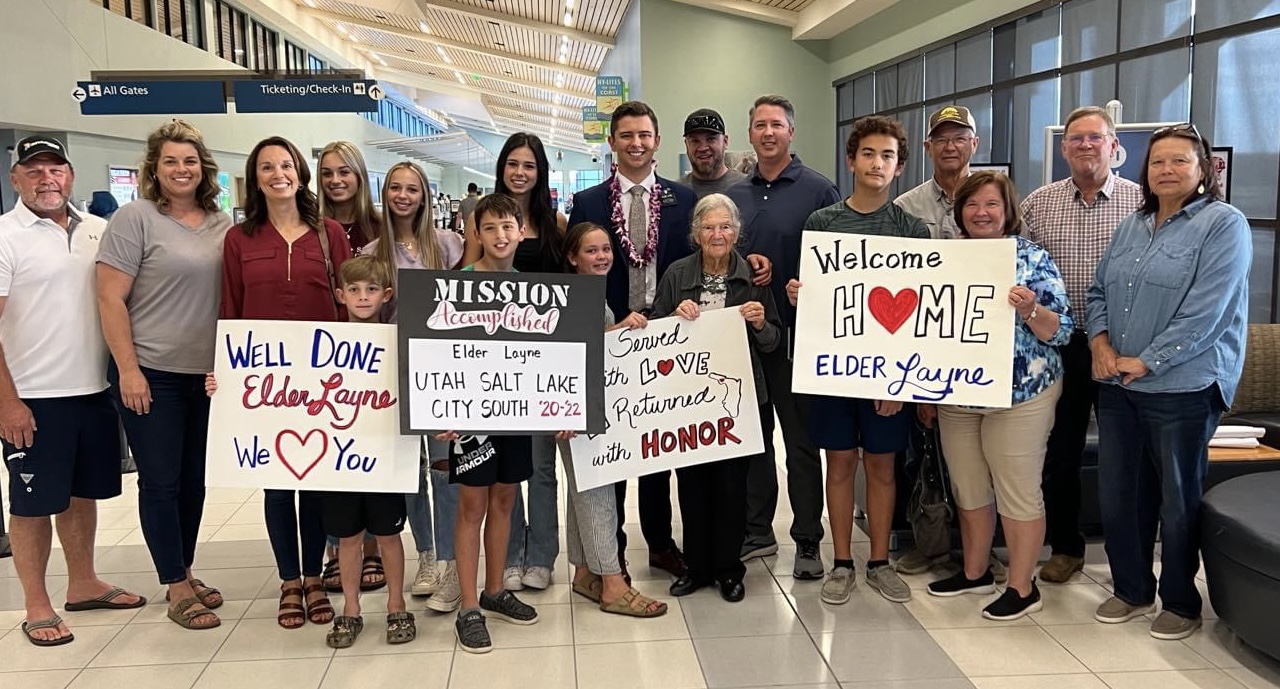 All Gates
Ticketing/Check-In
COAST
WELL DONE
Elder Layne
We You
MISSION
Accomplished
Elder Layne
UTAH SALT LAKE
CITY SOUTH '20-'22
UNDER ARMOUR
Served
with LOVE
Returned
with HONOR
Welcome
HOME
ELDER Layne